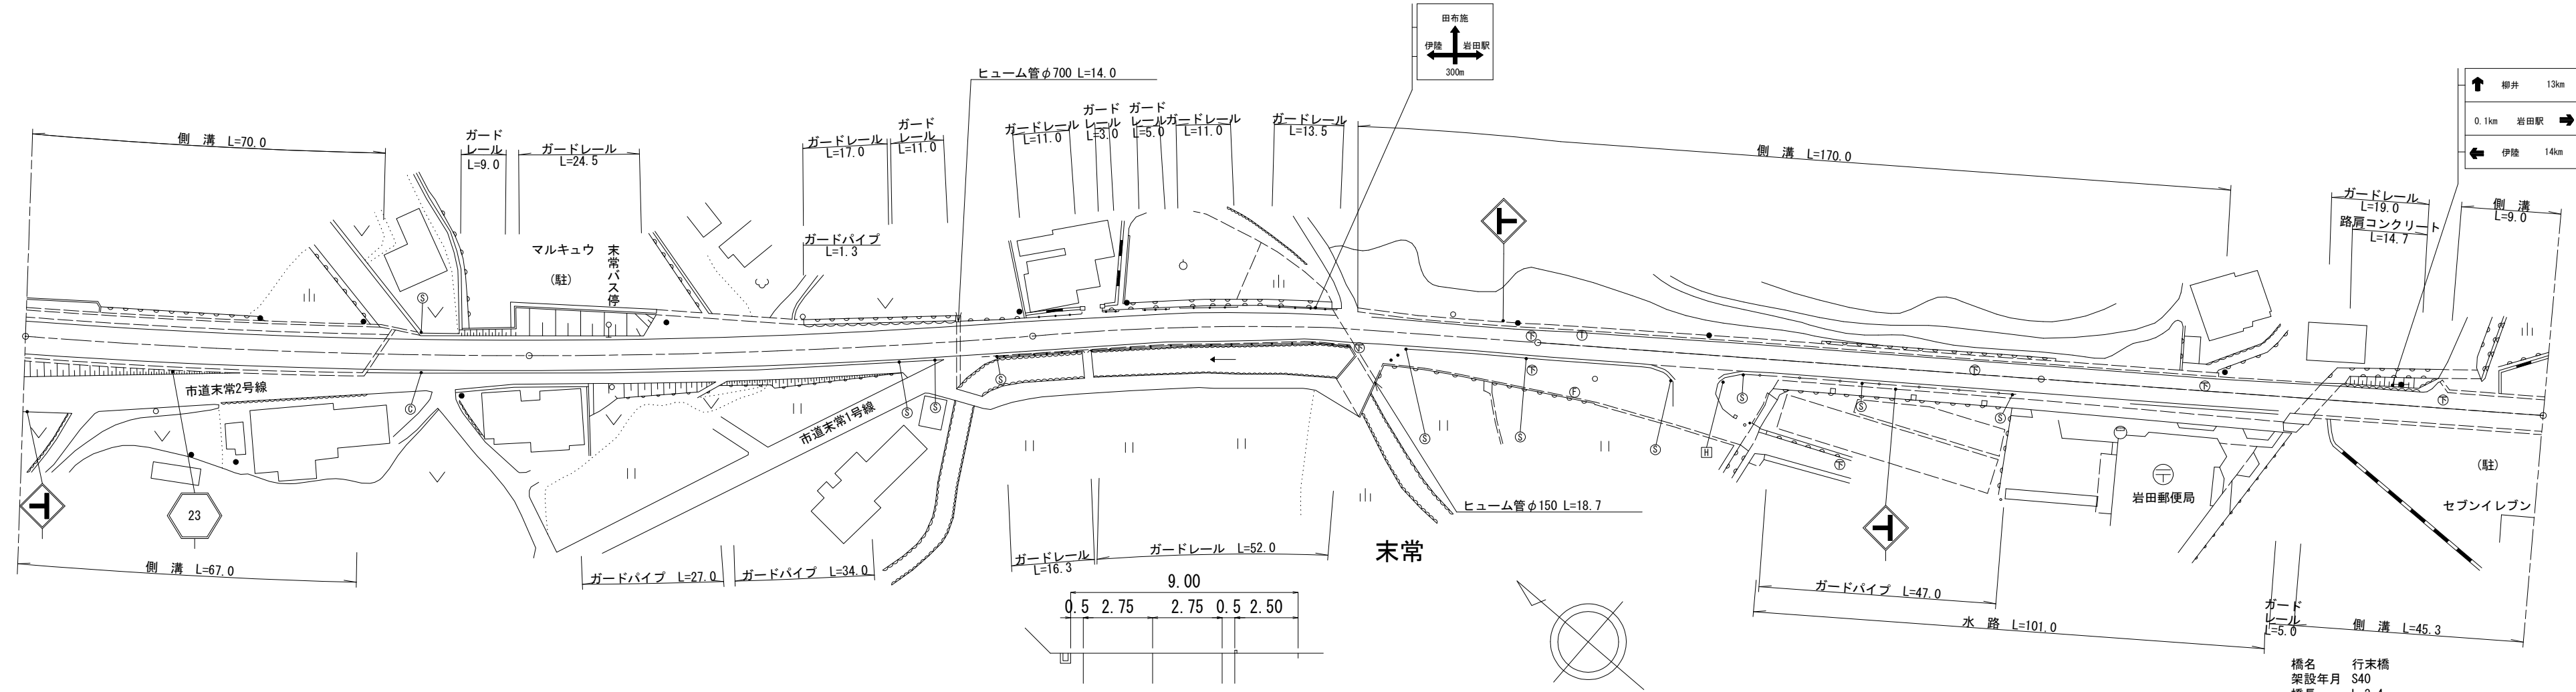 田布施
伊陸 岩田駅
300m
ヒューム管φ700 L=14.0
柳井 13km
0.1km 岩田駅
伊陸 14km
側 溝 L=70.0
ガード
レール
L=9.0
ガードレール
L=24.5
ガードレール
L=17.0
ガード
レール
L=11.0
ガードレール
L=11.0
ガード
レール
L=3.0
ガード
レール
L=5.0
ガードレール
L=11.0
ガードレール
L=13.5
側 溝 L=170.0
ガードレール
L=19.0
路肩コンクリート
L=14.7
側 溝
L=9.0
マルキュウ
(駐)
末常バス停
ガードパイプ
L=1.3
S
下
下
T
下
下
下
下
市道末常2号線
C
S
S
S
市道末常1号線
S
S
F
S
H
S
S
S
下
23
岩田郵便局
(駐)
セブンイレブン
ヒューム管φ150 L=18.7
末常
側 溝 L=67.0
ガードパイプ L=27.0
ガードパイプ L=34.0
ガードレール
L=16.3
ガードレール L=52.0
9.00
0.5 2.75 2.75 0.5 2.50
ガードパイプ L=47.0
水 路 L=101.0
ガード
レール
L=5.0
側 溝 L=45.3
橋名 行末橋
架設年月 S40